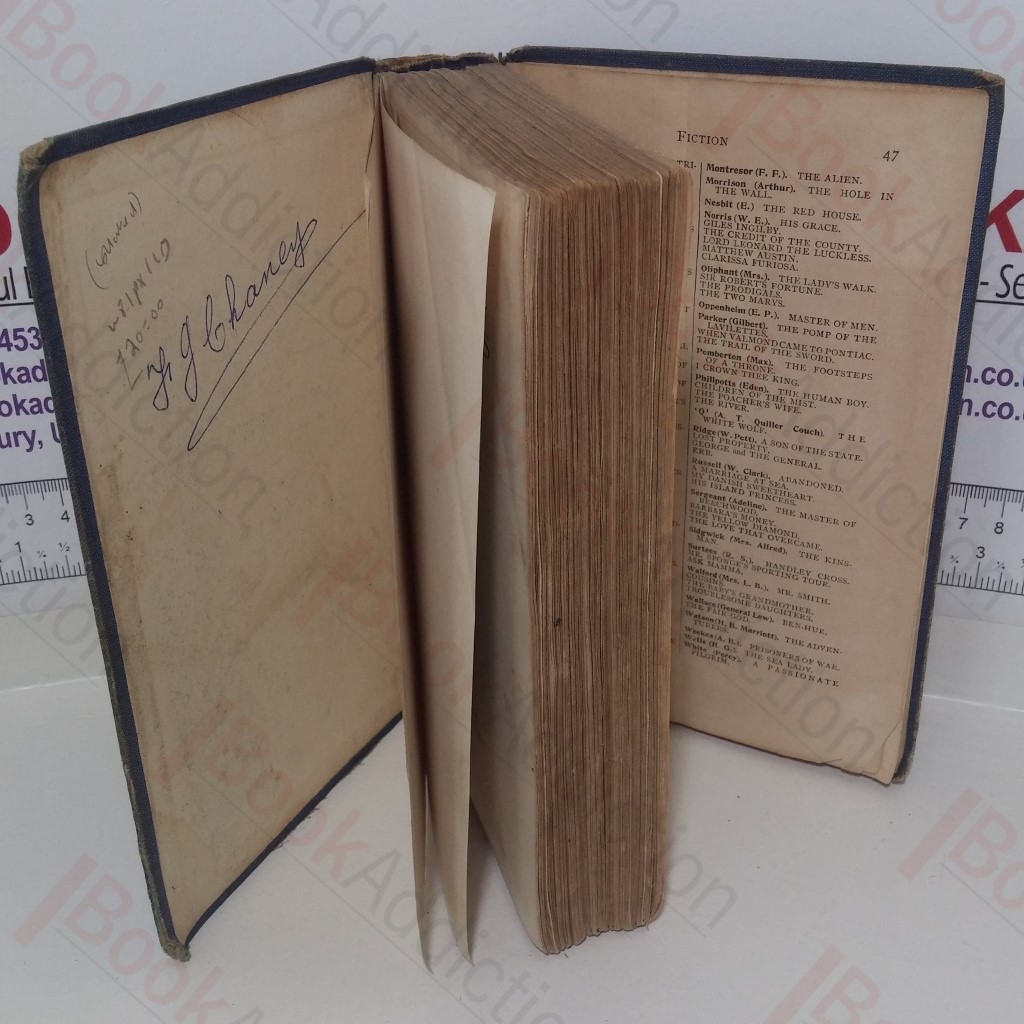 £20=00
J G Chaney
FICTION
47
TRI-
Montresor (F. F.). THE ALIEN.
Morrison (Arthur). THE HOLE IN
THE WALL.
Nesbit (E.) THE RED HOUSE.
Norris (W. E.). HIS GRACE.
GILES INGILBY.
THE CREDIT OF THE COUNTY.
LORD LEONARD THE LUCKLESS.
MATTHEW AUSTIN.
CLARISSA FURIOSA.
Oliphant (Mrs.). THE LADY'S WALK.
SIR ROBERT'S FORTUNE.
THE PRODIGALS.
THE TWO MARYS.
Oppenheim (E. P.). MASTER OF MEN.
Parker (Gilbert). THE POMP OF THE
LAVILETTES.
WHEN VALMOND CAME TO PONTIAC.
THE TRAIL OF THE SWORD.
Pemberton (Max). THE FOOTSTEPS
OF A THRONE.
I CROWN THEE KING.
Phillpotts (Eden). THE HUMAN BOY.
CHILDREN OF THE MIST.
THE POACHER'S WIFE.
THE RIVER.
'Q' (A. T. Quiller Couch). THE
WHITE WOLF.
Ridge (W. Pett). A SON OF THE STATE.
LOST PROPERTY.
GEORGE and THE GENERAL.
ERB.
Russell (W. Clark). ABANDONED.
A MARRIAGE AT SEA.
MY DANISH SWEETHEART.
HIS ISLAND PRINCESS.
Sergeant (Adeline). THE MASTER OF
BEECHWOOD.
BARBARA'S MONEY.
THE YELLOW DIAMOND.
THE LOVE THAT OVERCAME.
Sidgwick (Mrs. Alfred). THE KINS-
MAN.
Surtees (R. S.). HANDLEY CROSS.
MR. SPONGE'S SPORTING TOUR.
ASK MAMMA.
Walford (Mrs. L. B.). MR. SMITH.
COUSINS.
THE BABY'S GRANDMOTHER.
TROUBLESOME DAUGHTERS.
Wallace (General Lew). BEN-HUR.
THE FAIR GOD.
Watson (H. B. Marriott). THE ADVEN-
TURERS.
Weekes (A. B.). PRISONERS OF WAR.
Wells (H. G.). THE SEA LADY.
White (Percy). A PASSIONATE
PILGRIM.
BookAddiction